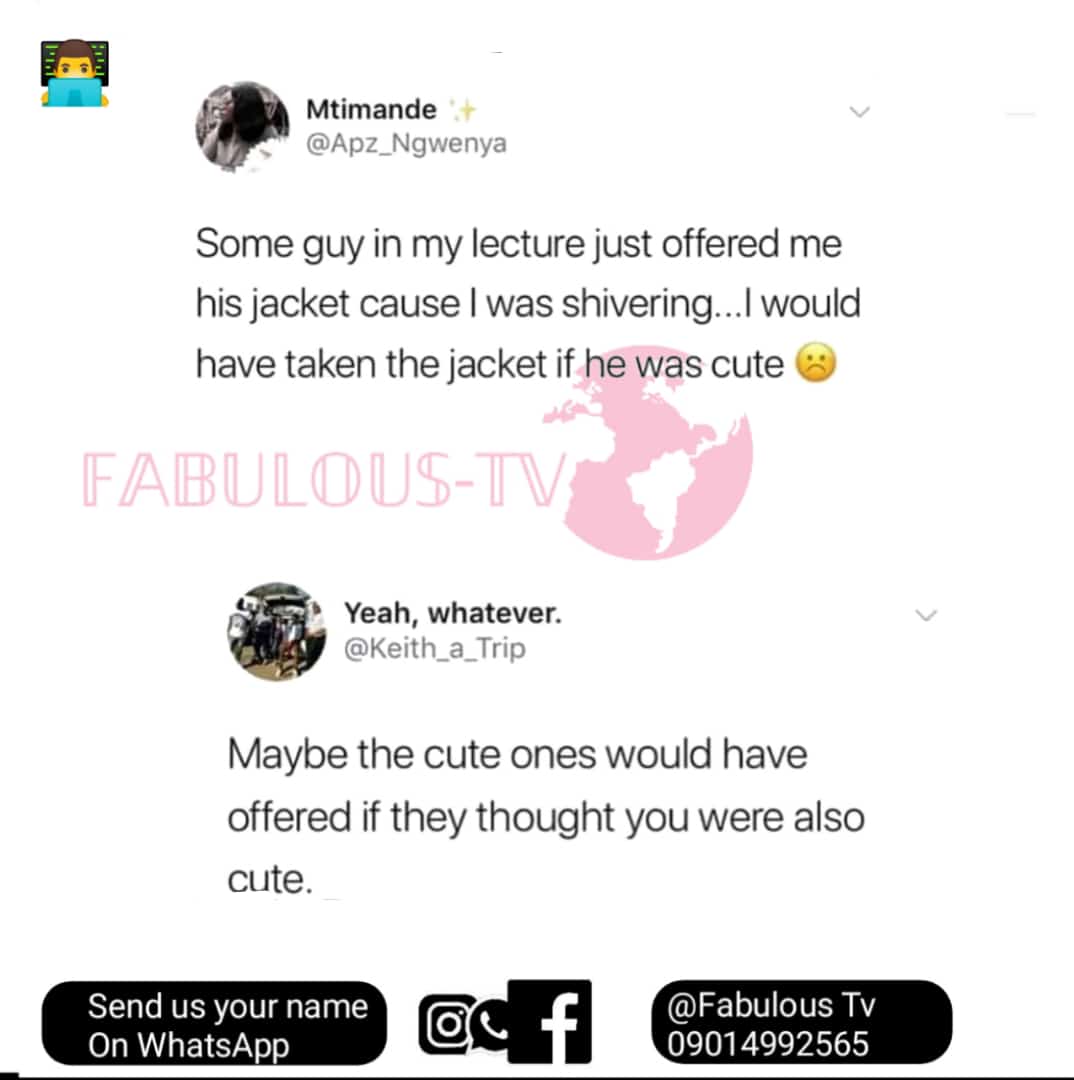 Mtimande ✨
@Apz_Ngwenya
Some guy in my lecture just offered me
his jacket cause I was shivering...I would
have taken the jacket if he was cute ☹️
FABULOUS-TV
Yeah, whatever.
@Keith_a_Trip
Maybe the cute ones would have
offered if they thought you were also
cute.
Send us your name
On WhatsApp
@Fabulous Tv
09014992565